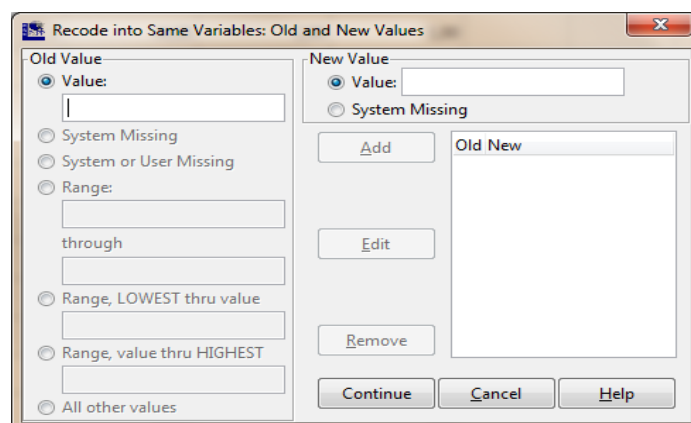 Recode into Same Variables: Old and New Values
Old Value
Value:
System Missing
System or User Missing
Range:
through
Range, LOWEST thru value
Range, value thru HIGHEST
All other values
New Value
Value:
System Missing
Add
Edit
Remove
Old New
Continue
Cancel
Help